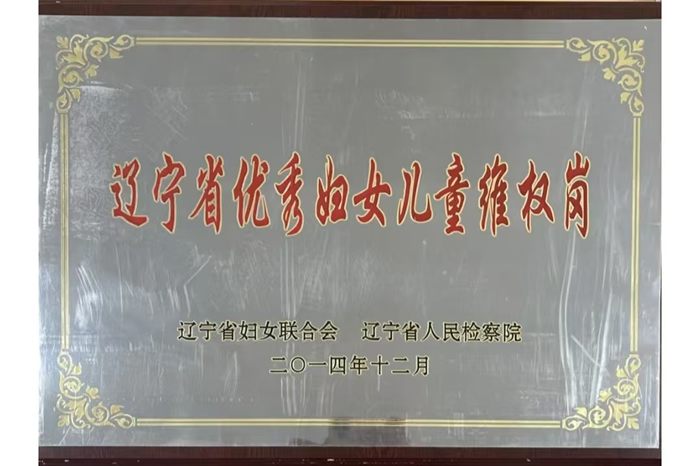 辽宁省优秀妇女儿童维权岗
辽宁省妇女联合会 辽宁省人民检察院
二〇一四年十二月